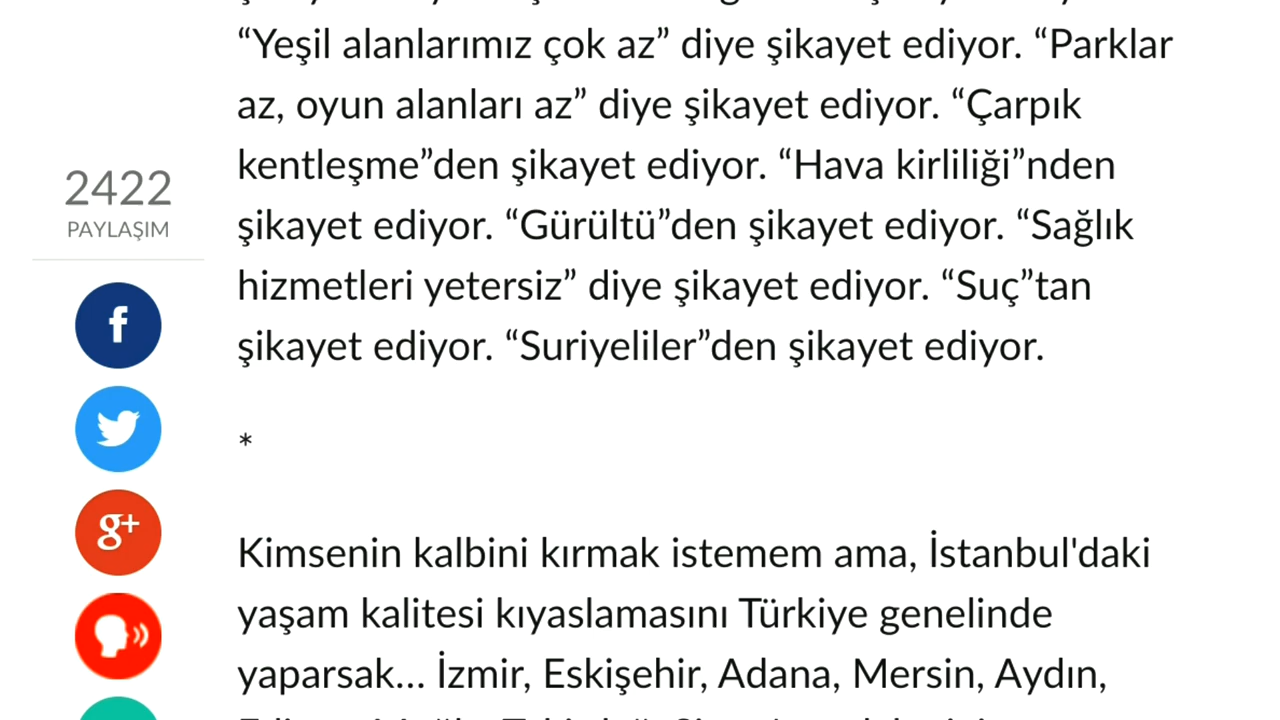 “Yeşil alanlarımız çok az” diye şikayet ediyor. “Parklar
az, oyun alanları az” diye şikayet ediyor. “Çarpık
kentleşme”den şikayet ediyor. “Hava kirliliği”nden
şikayet ediyor. “Gürültü”den şikayet ediyor. “Sağlık
hizmetleri yetersiz” diye şikayet ediyor. “Suç”tan
şikayet ediyor. “Suriyeliler”den şikayet ediyor.
*
Kimsenin kalbini kırmak istemem ama, İstanbul'daki
yaşam kalitesi kıyaslamasını Türkiye genelinde
yaparsak... İzmir, Eskişehir, Adana, Mersin, Aydın,
2422
PAYLAŞIM
f
g+